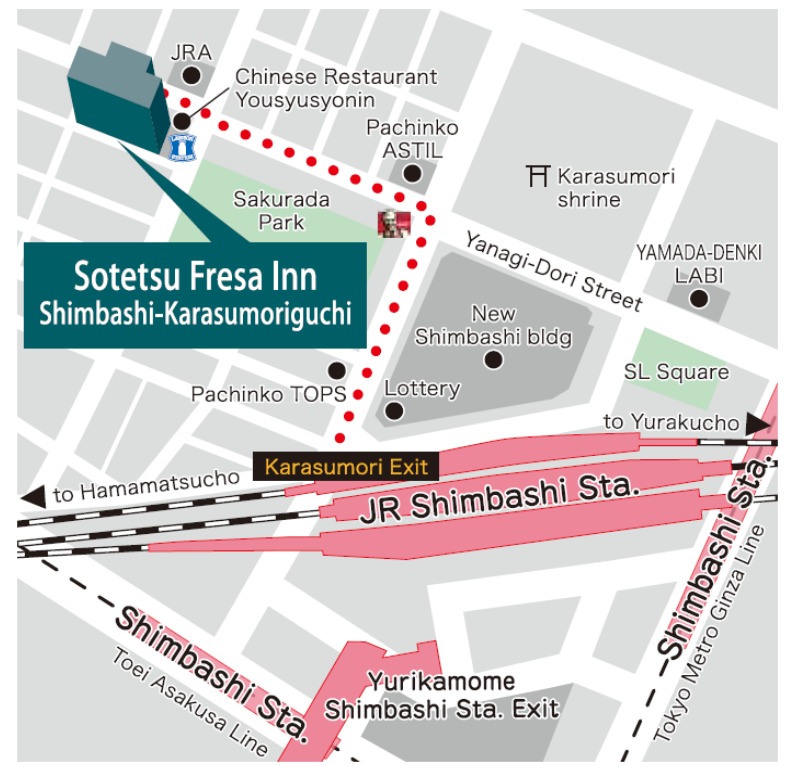 JRA
Chinese Restaurant
Yousyusyonin
Pachinko
ASTIL
Karasumori
shrine
Sakurada
Park
Yanagi-Dori Street
YAMADA-DENKI
LABI
Sotetsu Fresa Inn
Shimbashi-Karasumoriguchi
New
Shimbashi bldg
SL Square
Pachinko TOPS
Lottery
to Yurakucho
Karasumori Exit
to Hamamatsucho
JR Shimbashi Sta.
Shimbashi Sta.
Tokyo Metro Ginza Line
Shimbashi Sta.
Toei Asakusa Line
Yurikamome
Shimbashi Sta. Exit